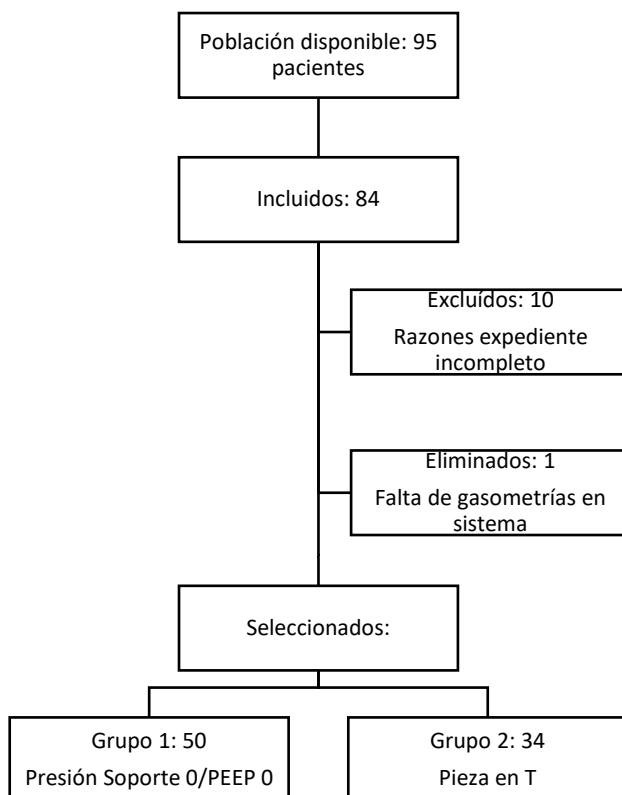 Población disponible: 95
pacientes
Incluidos: 84
Excluídos: 10
Razones expediente
incompleto
Eliminados: 1
Falta de gasometrías en
sistema
Seleccionados:
Grupo 1: 50
Presión Soporte 0/PEEP 0
Grupo 2: 34
Pieza en T